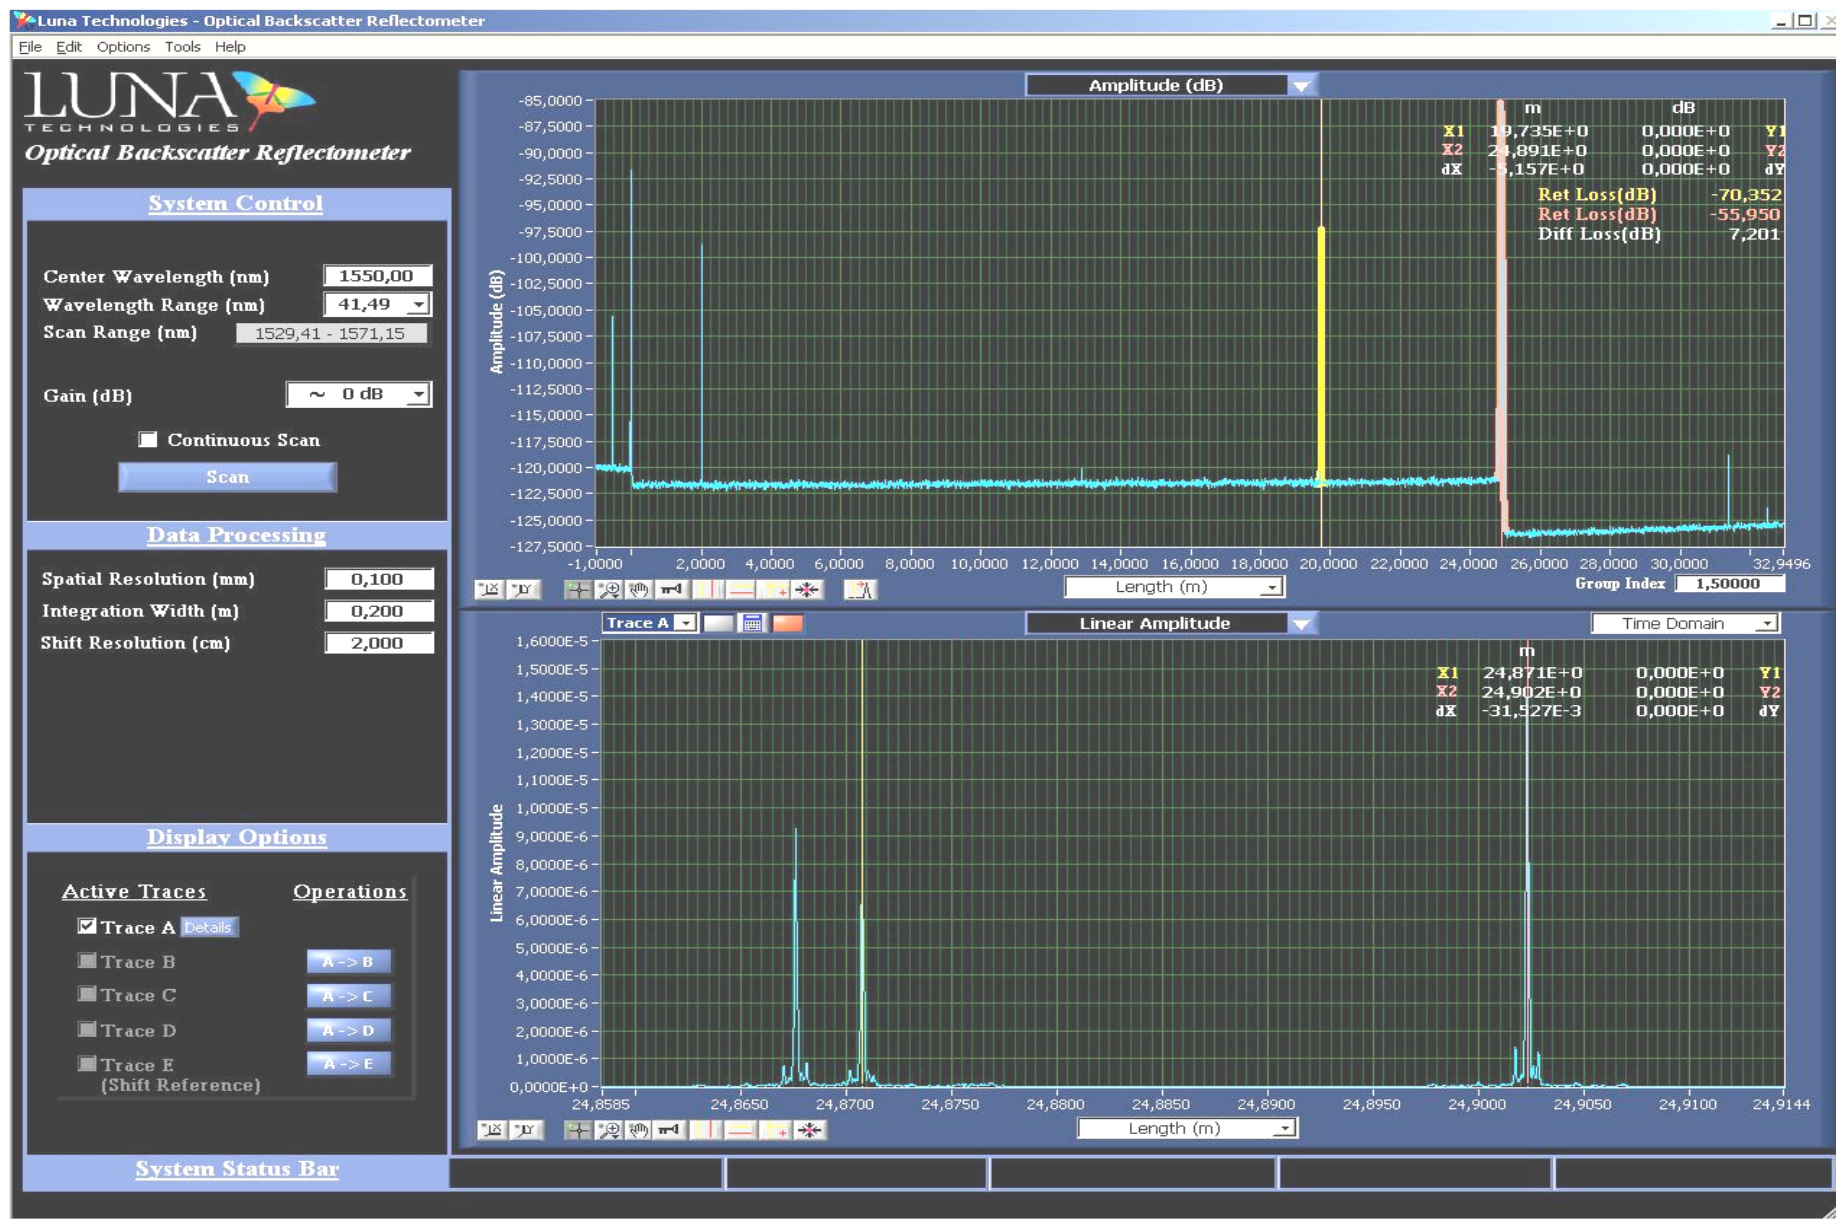 Luna Technologies - Optical Backscatter Reflectometer
File Edit Options Tools Help
LUNA
TECHNOLOGIES
Optical Backscatter Reflectometer
System Control
Center Wavelength (nm) 1550,00
Wavelength Range (nm) 41,49
Scan Range (nm) 1529,41 - 1571,15
Gain (dB) ~ 0 dB
Continuous Scan
Scan
Data Processing
Spatial Resolution (mm) 0,100
Integration Width (m) 0,200
Shift Resolution (cm) 2,000
Display Options
Active Traces Operations
Trace A Details
Trace B A -> B
Trace C A -> C
Trace D A -> D
Trace E A -> E
(Shift Reference)
System Status Bar
Amplitude (dB)
Amplitude (dB)
-85,0000
-87,5000
-90,0000
-92,5000
-95,0000
-97,5000
-100,0000
-102,5000
-105,0000
-107,5000
-110,0000
-112,5000
-115,0000
-117,5000
-120,0000
-122,5000
-125,0000
-127,5000
m dB
X1 19,735E+0 0,000E+0 Y1
X2 24,891E+0 0,000E+0 Y2
dX -5,157E+0 0,000E+0 dY
Ret Loss(dB) -70,352
Ret Loss(dB) -55,950
Diff Loss(dB) 7,201
-1,0000 2,0000 4,0000 6,0000 8,0000 10,0000 12,0000 14,0000 16,0000 18,0000 20,0000 22,0000 24,0000 26,0000 28,0000 30,0000 32,9496
Length (m)
Group Index 1,50000
Trace A
Linear Amplitude
Time Domain
Linear Amplitude
1,6000E-5
1,5000E-5
1,4000E-5
1,3000E-5
1,2000E-5
1,1000E-5
1,0000E-5
9,0000E-6
8,0000E-6
7,0000E-6
6,0000E-6
5,0000E-6
4,0000E-6
3,0000E-6
2,0000E-6
1,0000E-6
0,0000E+0
m
X1 24,871E+0 0,000E+0 Y1
X2 24,902E+0 0,000E+0 Y2
dX -31,527E-3 0,000E+0 dY
24,8585 24,8650 24,8700 24,8750 24,8800 24,8850 24,8900 24,8950 24,9000 24,9050 24,9100 24,9144
Length (m)